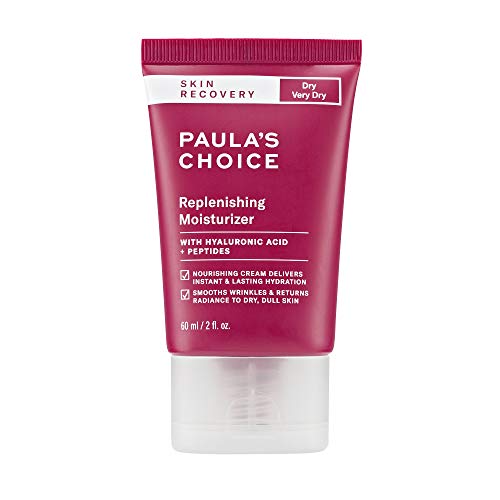 SKIN
RECOVERY
Dry
Very Dry
PAULA'S
CHOICE
Replenishing
Moisturizer
WITH HYALURONIC ACID
+ PEPTIDES
NOURISHING CREAM DELIVERS
INSTANT & LASTING HYDRATION
SMOOTHS WRINKLES & RETURNS
RADIANCE TO DRY, DULL SKIN
60 ml / 2 fl. oz.